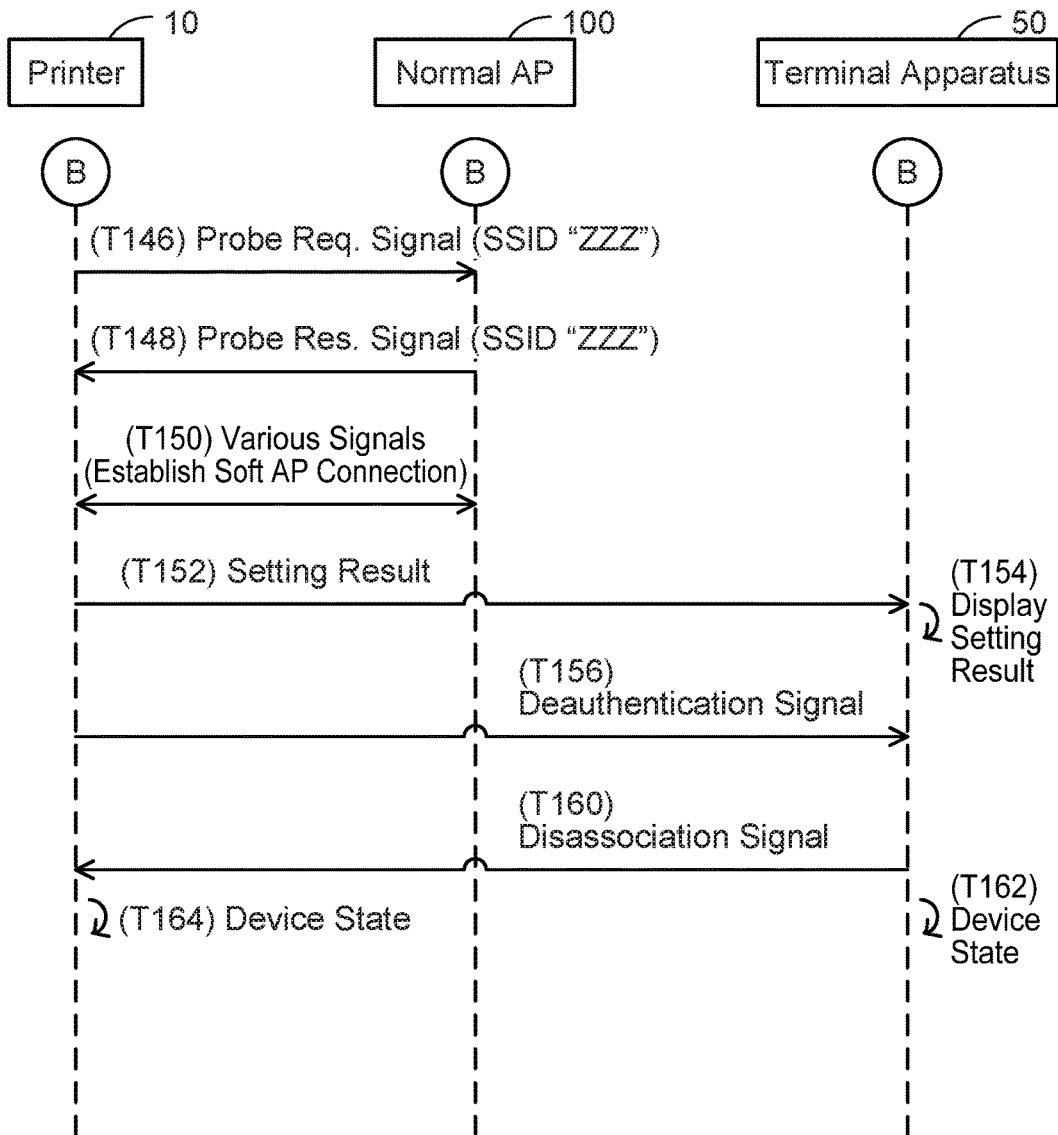 10
100
50
Printer
Normal AP
Terminal Apparatus
B
B
B
(T146) Probe Req. Signal (SSID “ZZZ”)
(T148) Probe Res. Signal (SSID “ZZZ”)
(T150) Various Signals
(Establish Soft AP Connection)
(T152) Setting Result
(T154)
Display
Setting
Result
(T156)
Deauthentication Signal
(T160)
Disassociation Signal
(T164) Device State
(T162)
Device
State